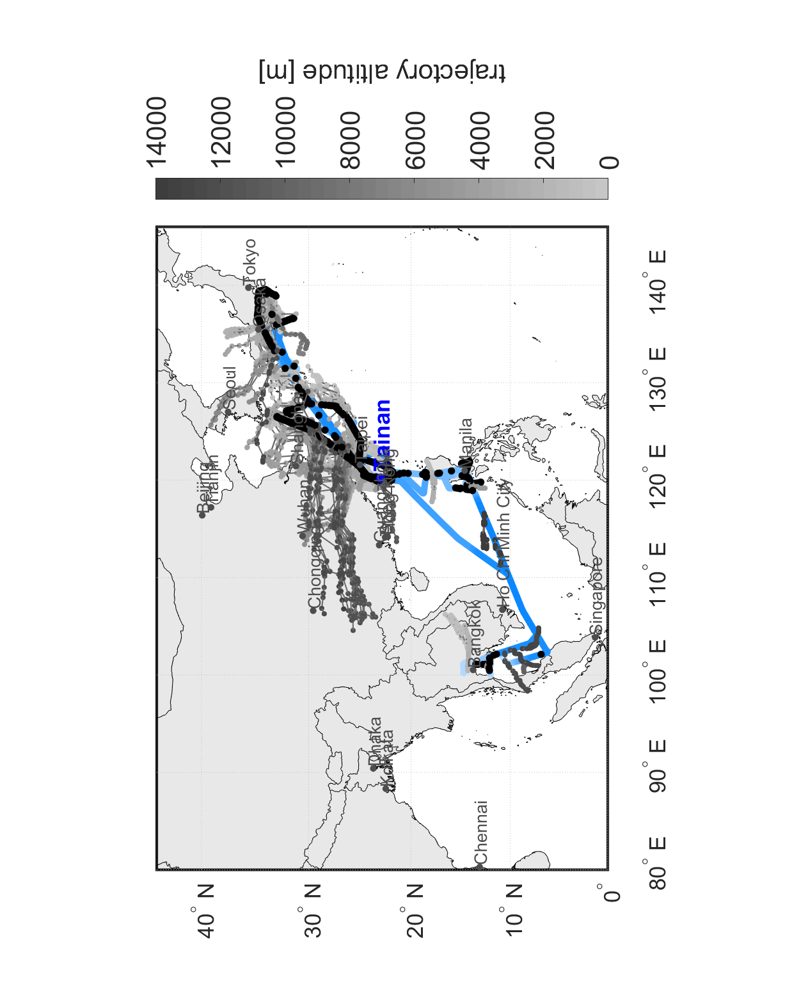 trajectory altitude [m]
14000
12000
10000
8000
6000
4000
2000
0
Tokyo
Osaka
Seoul
Beijing
Tianjin
Shanghai
Wuhan
Chongqing
Taipei
Tainan
Manila
Ho Chi Minh City
Bangkok
Singapore
Dhaka
Kolkata
Chennai
40° N
30° N
20° N
10° N
0°
80° E
90° E
100° E
110° E
120° E
130° E
140° E